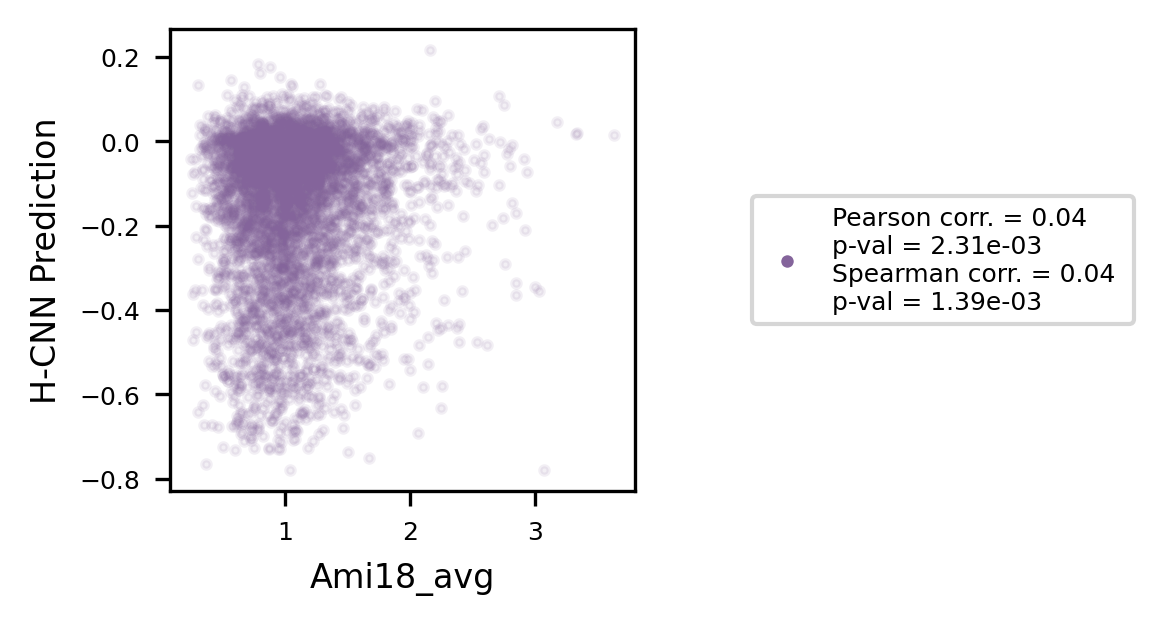 H-CNN Prediction
0.2
0.0
−0.2
−0.4
−0.6
−0.8
1
2
3
Ami18_avg
Pearson corr. = 0.04
p-val = 2.31e-03
Spearman corr. = 0.04
p-val = 1.39e-03